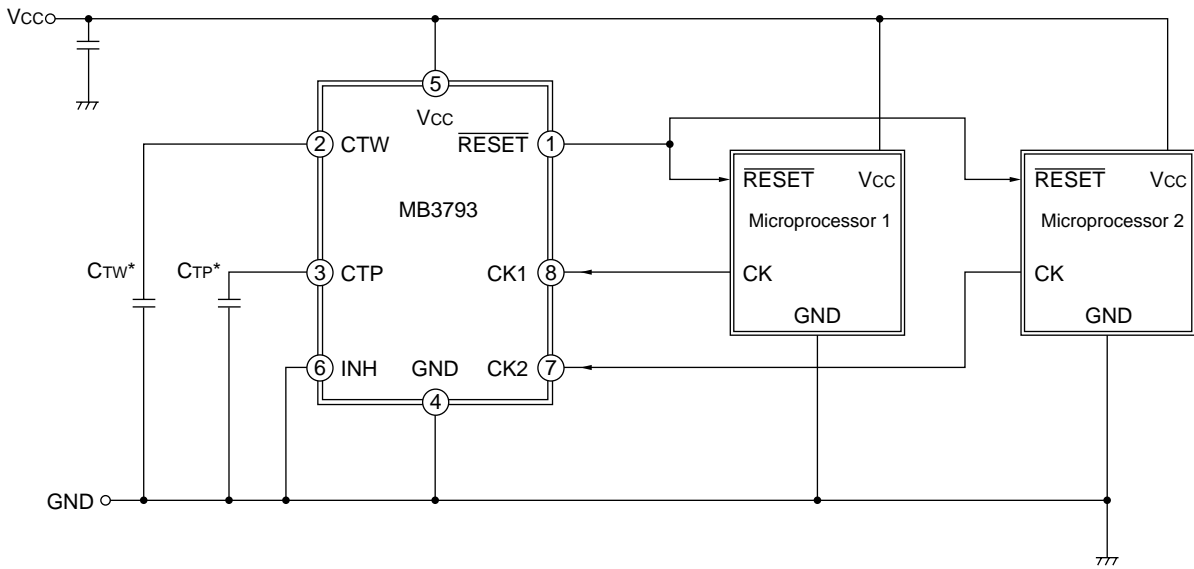 VCC
5
VCC
2 CTW
RESET 1
RESET VCC
RESET VCC
MB3793
Microprocessor 1
Microprocessor 2
CTW*
CTP*
3 CTP
CK1 8
CK
CK
GND
GND
6 INH
GND
CK2 7
4
GND